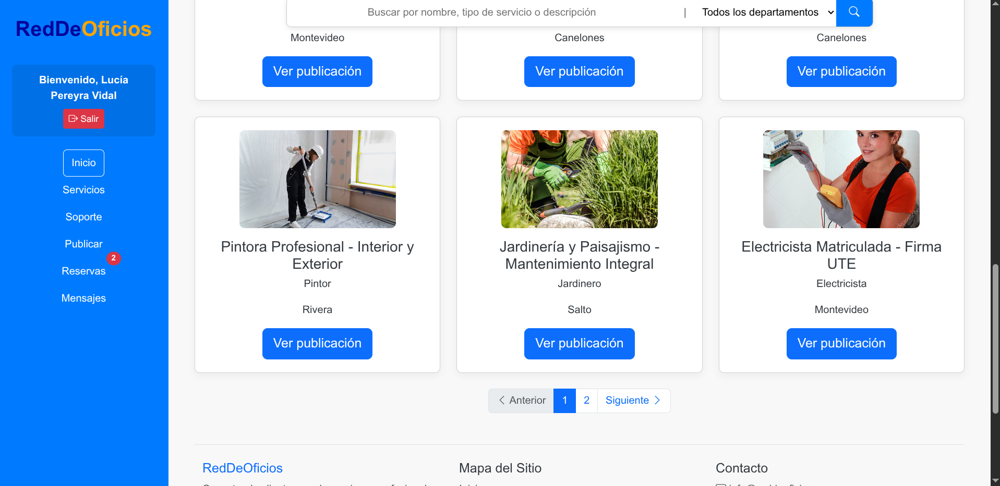 RedDeOficios
Bienvenido, Lucía
Pereyra Vidal
Salir
Inicio
Servicios
Soporte
Publicar
2
Reservas
Mensajes
Buscar por nombre, tipo de servicio o descripción | Todos los departamentos
Montevideo
Ver publicación
Canelones
Ver publicación
Canelones
Ver publicación
Pintora Profesional - Interior y
Exterior
Pintor
Rivera
Ver publicación
Jardinería y Paisajismo -
Mantenimiento Integral
Jardinero
Salto
Ver publicación
Electricista Matriculada - Firma
UTE
Electricista
Montevideo
Ver publicación
Anterior 1 2 Siguiente
RedDeOficios
Mapa del Sitio
Contacto